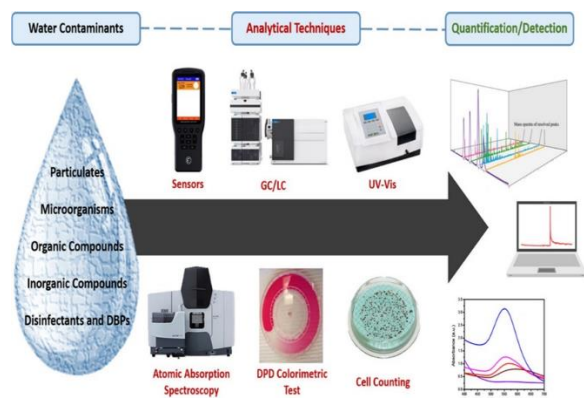 Water Contaminants
Analytical Techniques
Quantification/Detection
Particulates
Microorganisms
Organic Compounds
Inorganic Compounds
Disinfectants and DBPs
Sensors
GC/LC
UV-Vis
Atomic Absorption
Spectroscopy
DPD Colorimetric
Test
Cell Counting
Absorbance (a.u.)